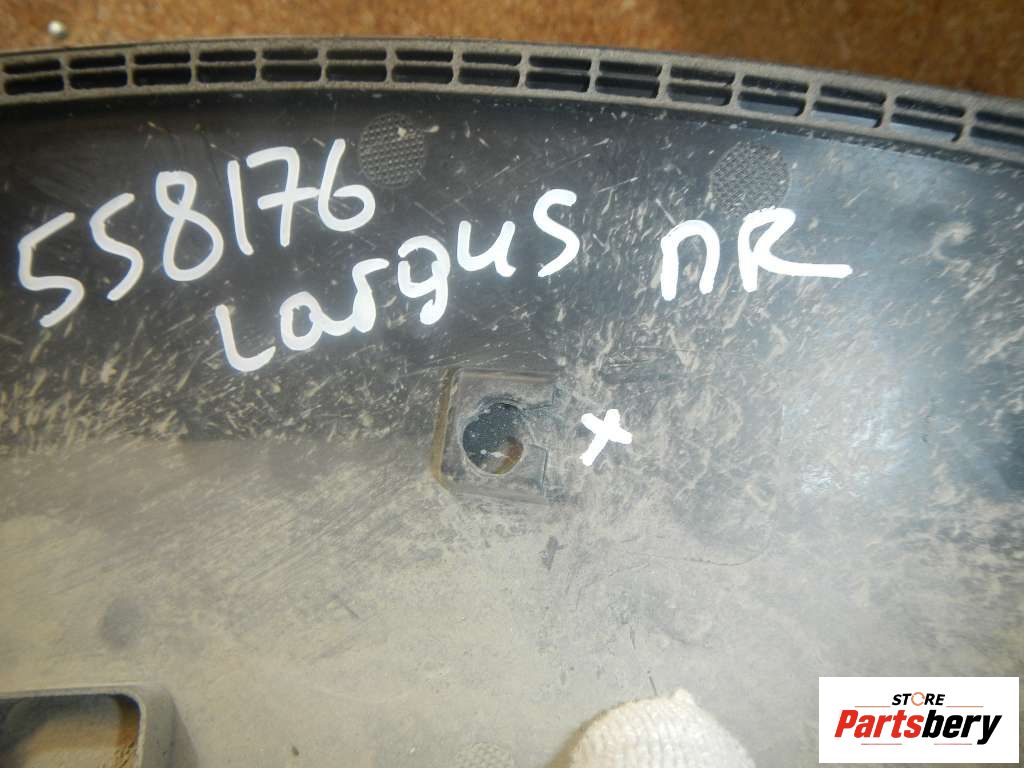 558176
Largus ПR
x
STORE
Partsbery